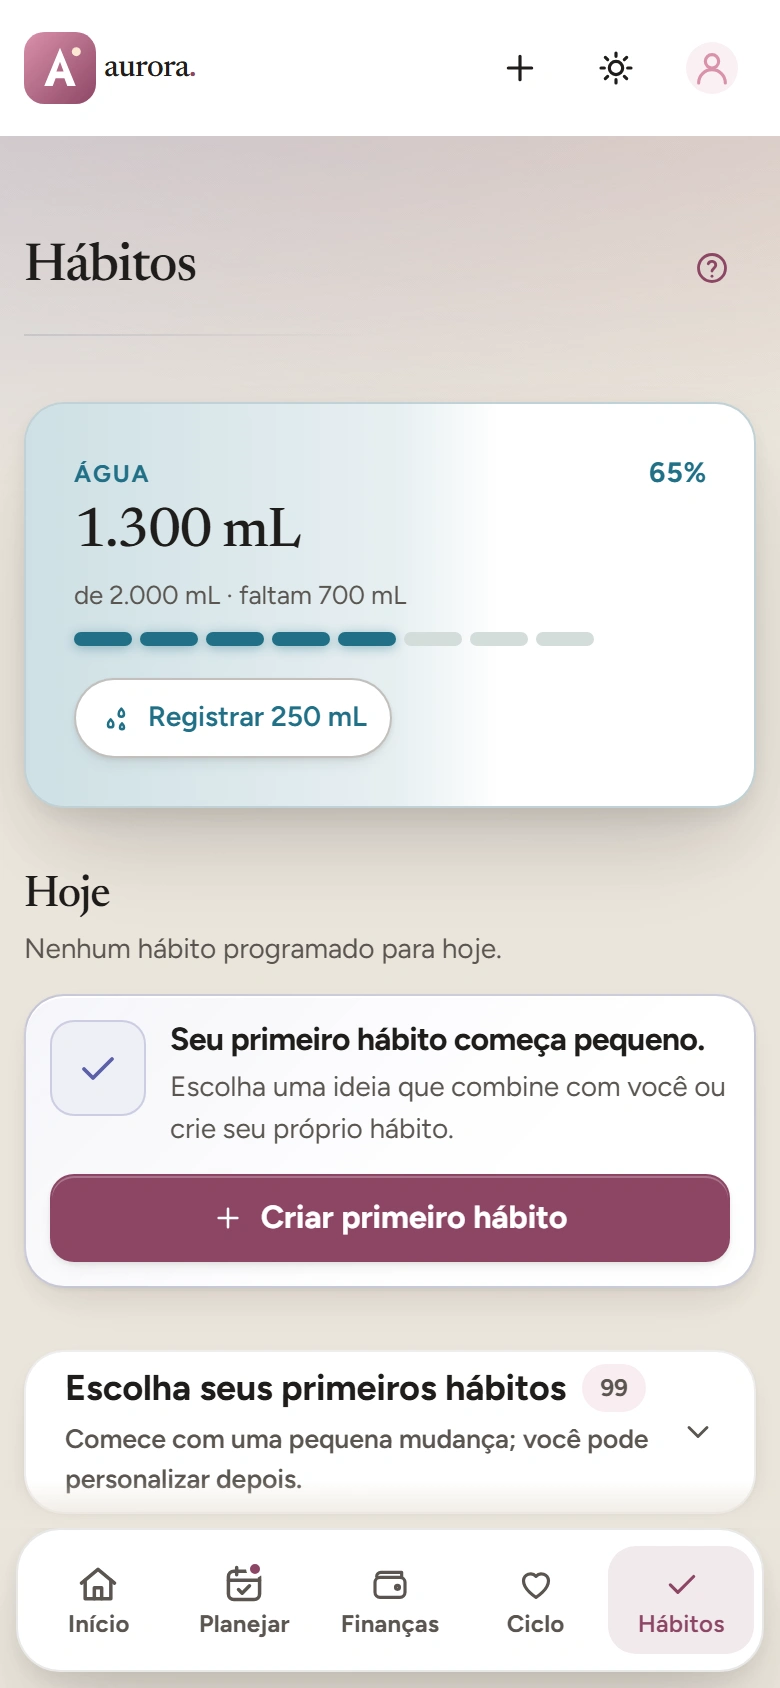 A
aurora.
Hábitos
ÁGUA
65%
1.300 mL
de 2.000 mL · faltam 700 mL
Registrar 250 mL
Hoje
Nenhum hábito programado para hoje.
Seu primeiro hábito começa pequeno.
Escolha uma ideia que combine com você ou
crie seu próprio hábito.
Criar primeiro hábito
Escolha seus primeiros hábitos 99
Comece com uma pequena mudança; você pode
personalizar depois.
Início Planejar Finanças Ciclo Hábitos